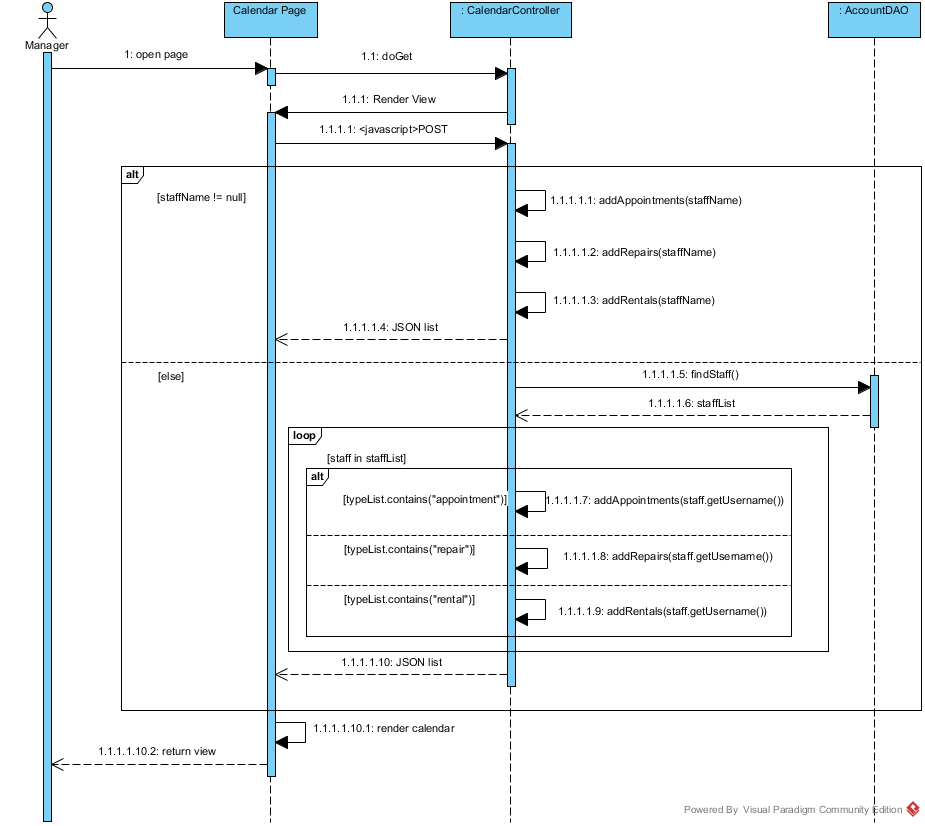 Calendar Page
: CalendarController
: AccountDAO
Manager
1: open page
1.1: doGet
1.1.1: Render View
1.1.1.1: <javascript>POST
alt
[staffName != null]
1.1.1.1.1: addAppointments(staffName)
1.1.1.1.2: addRepairs(staffName)
1.1.1.1.3: addRentals(staffName)
1.1.1.1.4: JSON list
[else]
1.1.1.1.5: findStaff()
1.1.1.1.6: staffList
loop
[staff in staffList]
alt
[typeList.contains("appointment")]
1.1.1.1.7: addAppointments(staff.getUsername())
[typeList.contains("repair")]
1.1.1.1.8: addRepairs(staff.getUsername())
[typeList.contains("rental")]
1.1.1.1.9: addRentals(staff.getUsername())
1.1.1.1.10: JSON list
1.1.1.1.10.1: render calendar
1.1.1.1.10.2: return view
Powered By Visual Paradigm Community Edition